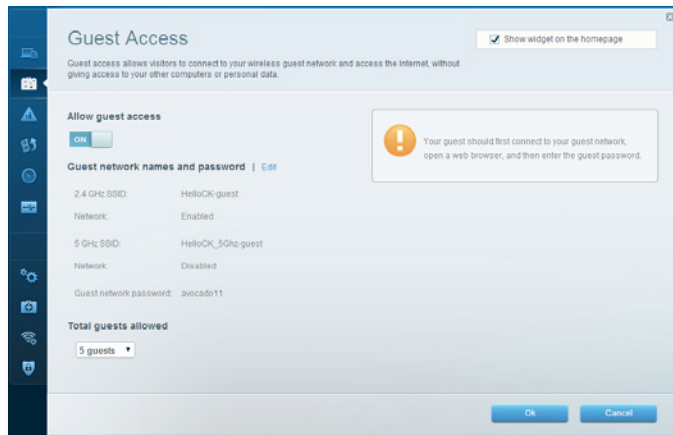 Guest Access
Show widget on the homepage
Guest access allows visitors to connect to your wireless guest network and access the Internet, without
giving access to your other computers or personal data.
Allow guest access
ON
Your guest should first connect to your guest network,
open a web browser, and then enter the guest password.
Guest network names and password | Edit
2.4 GHz SSID: HelloCK-guest
Network: Enabled
5 GHz SSID: HelloCK_5Ghz-guest
Network: Disabled
Guest network password: avocado11
Total guests allowed
5 guests
Ok
Cancel